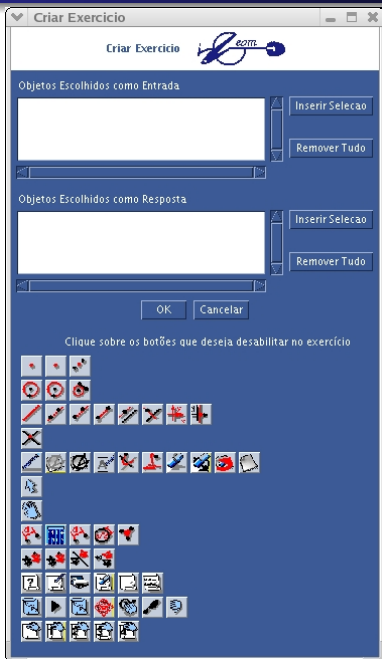 Criar Exercicio
Criar Exercicio iGeom
Objetos Escolhidos como Entrada
Inserir Selecao
Remover Tudo
Objetos Escolhidos como Resposta
Inserir Selecao
Remover Tudo
OK Cancelar
Clique sobre os botões que deseja desabilitar no exercício